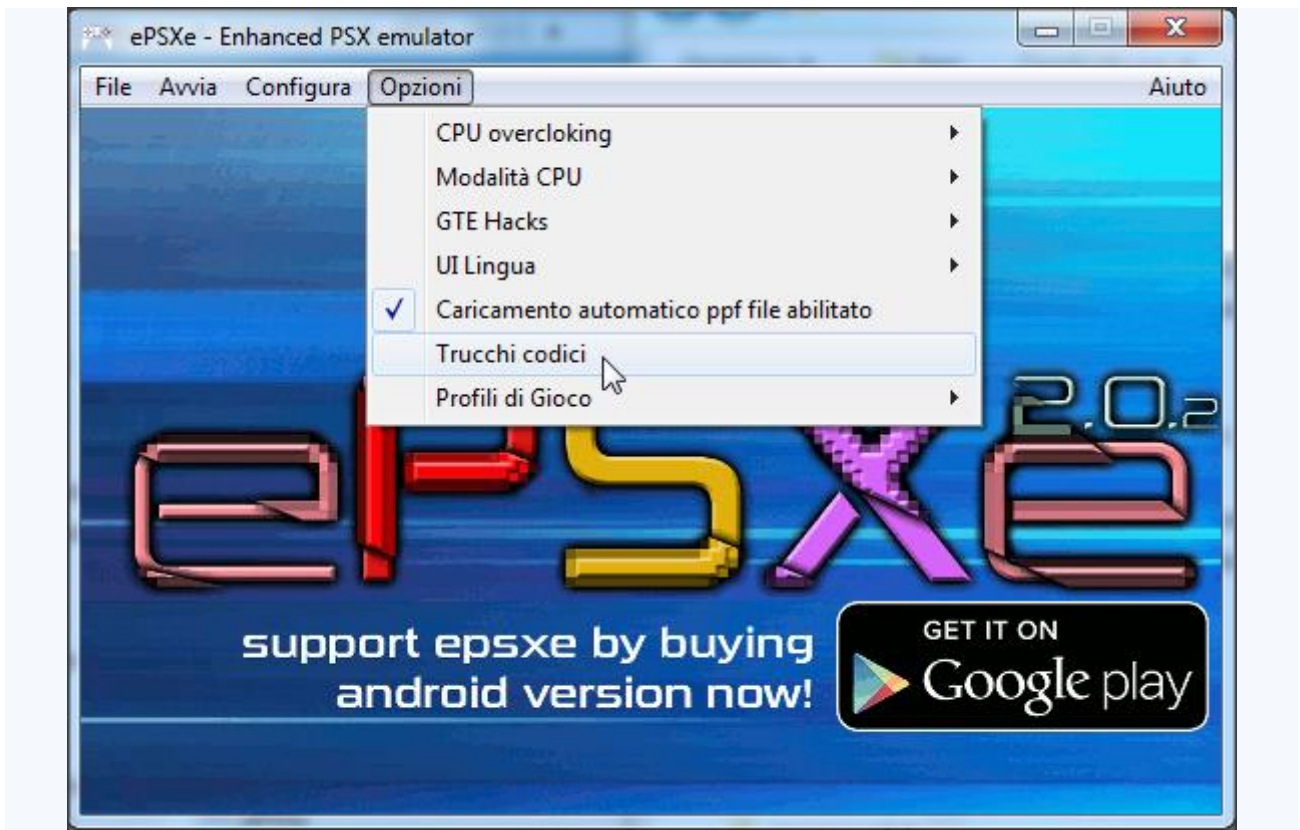 ePSXe - Enhanced PSX emulator
File Avvia Configura Opzioni Aiuto
CPU overcloking
Modalità CPU
GTE Hacks
UI Lingua
Caricamento automatico ppf file abilitato
Trucchi codici
Profili di Gioco
2.0.2
ePSXe
support epsxe by buying
android version now!
GET IT ON
Google play